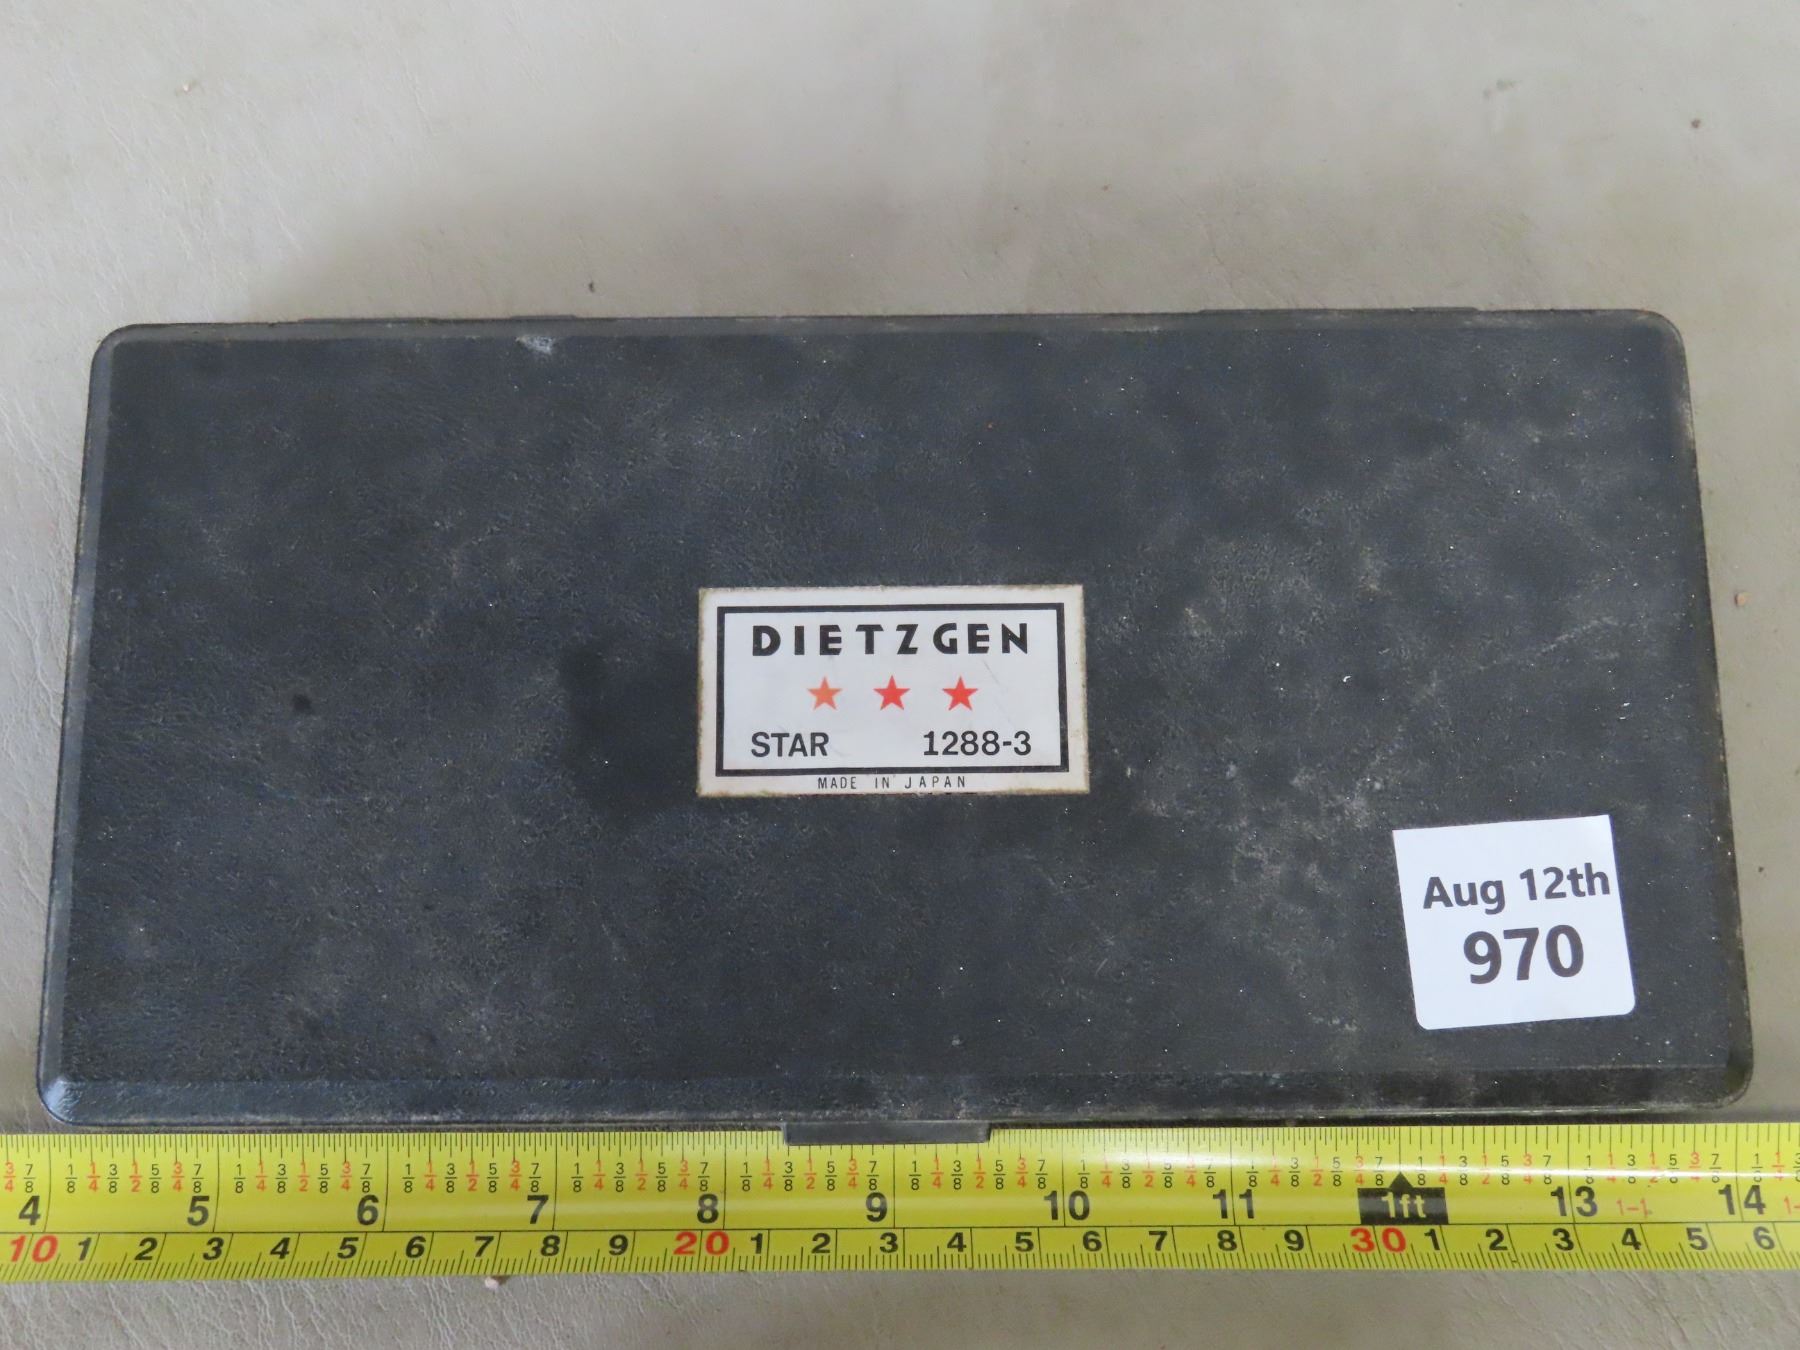 DIETZGEN
★ ★ ★
STAR 1288-3
MADE IN JAPAN
Aug 12th
970
4 5 6 7 8 9 10 11 1ft 13 1-1 14
10 1 2 3 4 5 6 7 8 9 20 1 2 3 4 5 6 7 8 9 30 1 2 3 4 5 6